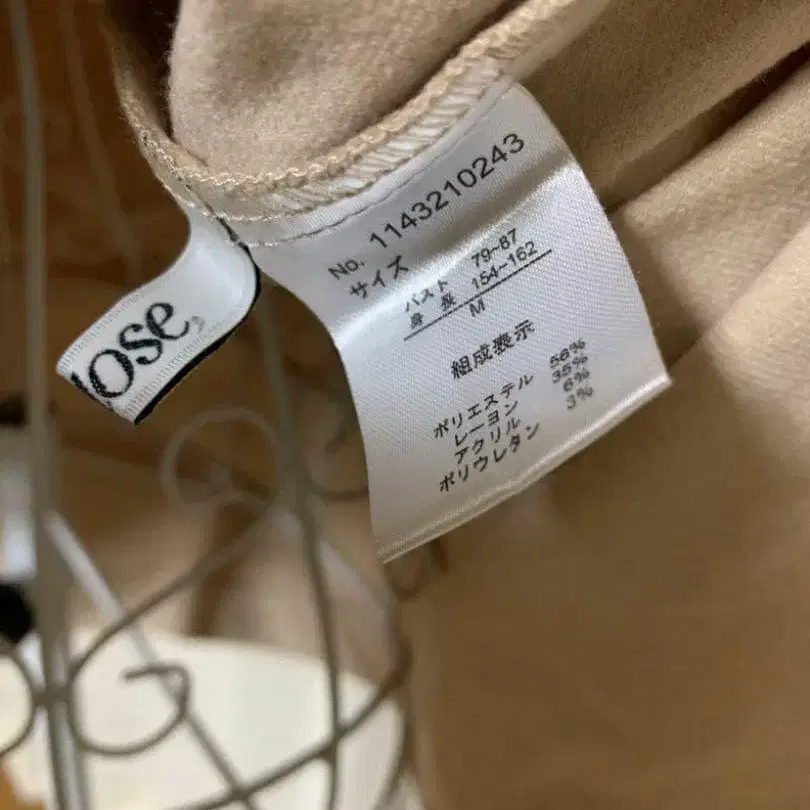 No. 1143210243
サイズ
バスト 79~87
身 長 154~162
M
組成表示
ポリエステル 56%
レーヨン 35%
アクリル 6%
ポリウレタン 3%
lose,